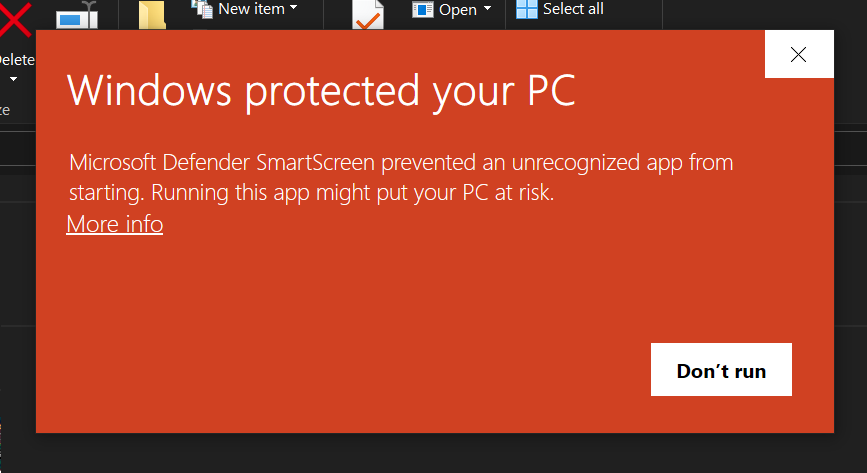 New item
Open
Select all
Delete
ze
Windows protected your PC
Microsoft Defender SmartScreen prevented an unrecognized app from
starting. Running this app might put your PC at risk.
More info
Don't run